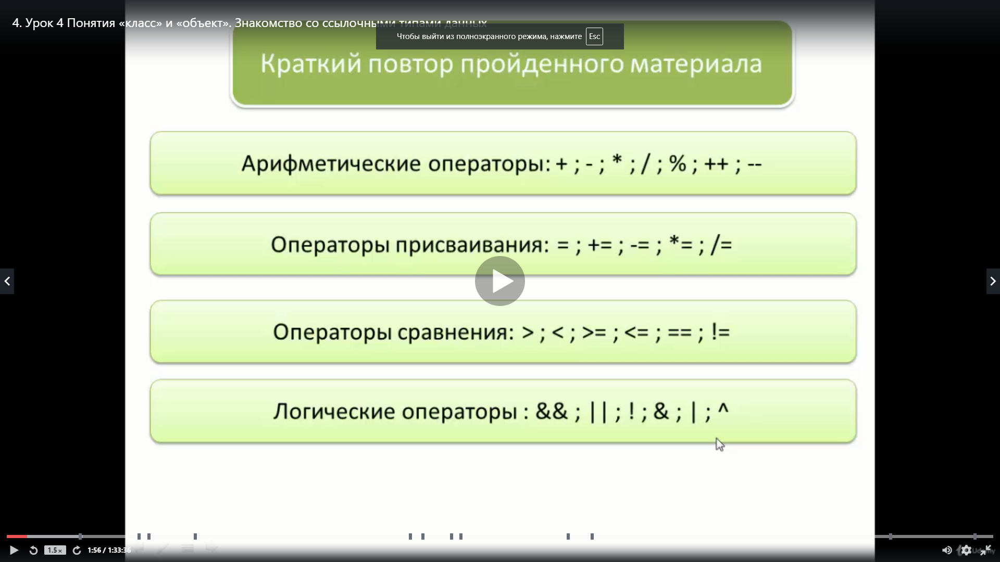 4. Урок 4 Понятия «класс» и «объект». Знакомство со ссылочными типами данных
Чтобы выйти из полноэкранного режима, нажмите Esc
Краткий повтор пройденного материала
Арифметические операторы: + ; - ; * ; / ; % ; ++ ; --
Операторы присваивания: = ; += ; -= ; *= ; /=
Операторы сравнения: > ; < ; >= ; <= ; == ; !=
Логические операторы : && ; || ; ! ; & ; | ; ^
1.5× 1:56 / 1:33:36